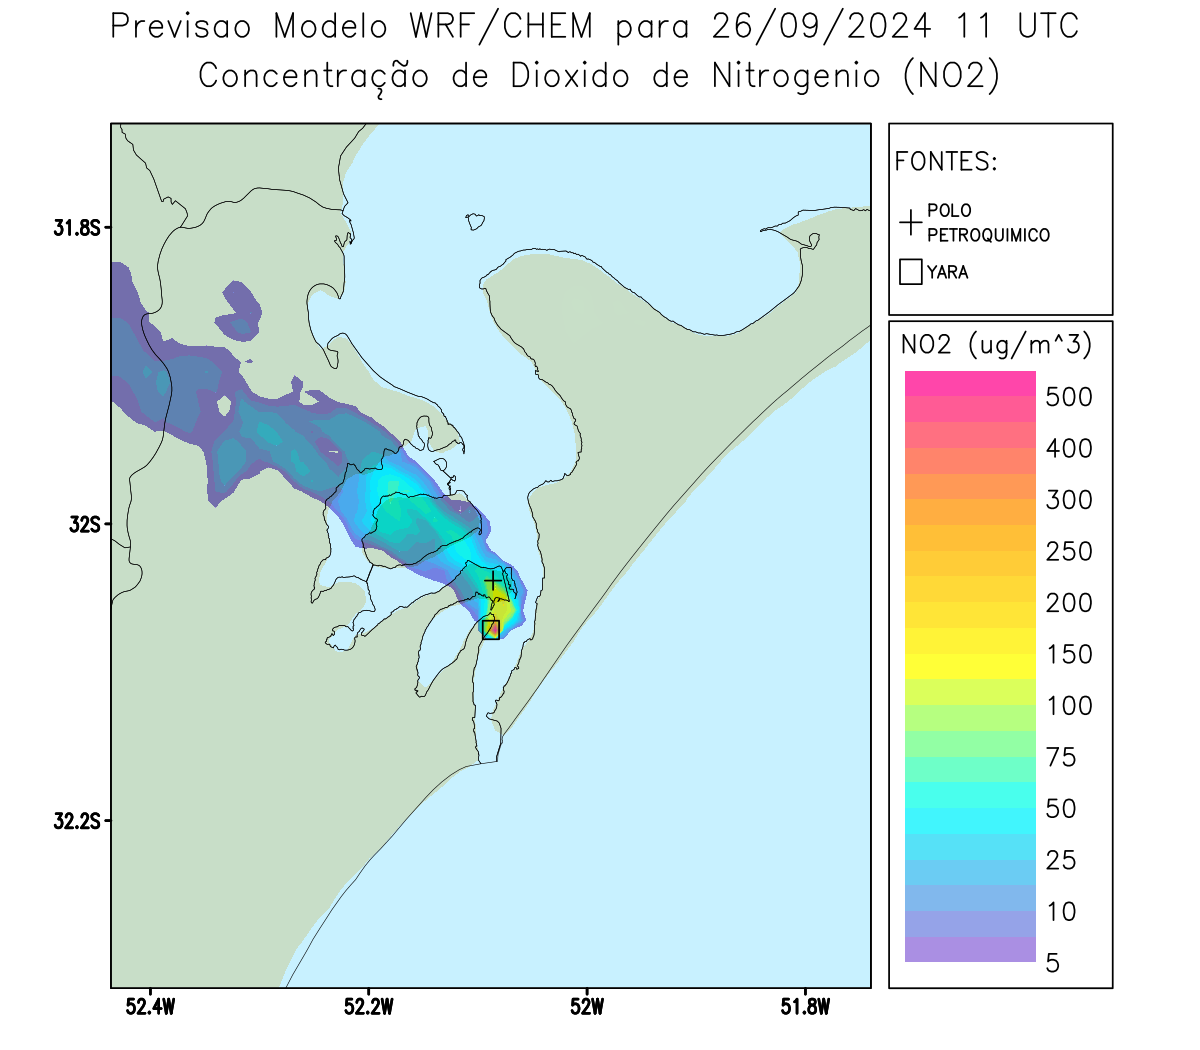 Previsao Modelo WRF/CHEM para 26/09/2024 11 UTC
Concentração de Dioxido de Nitrogenio (NO2)
FONTES:
POLO
PETROQUIMICO
YARA
NO2 (ug/m^3)
500
400
300
250
200
150
100
75
50
25
10
5
31.8S
32S
32.2S
52.4W
52.2W
52W
51.8W